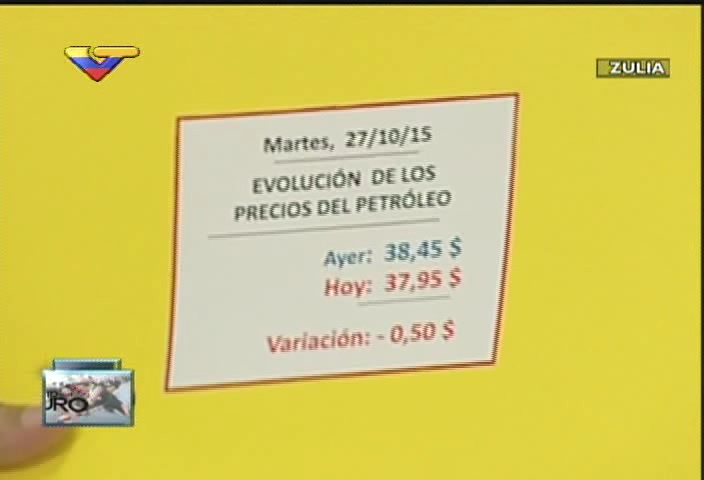 ZULIA
Martes, 27/10/15
EVOLUCIÓN DE LOS
PRECIOS DEL PETRÓLEO
Ayer: 38,45 $
Hoy: 37,95 $
Variación: - 0,50 $
URO